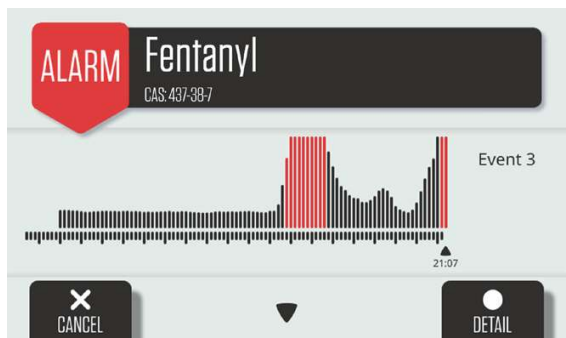 ALARM
Fentanyl
CAS: 437-38-7
Event 3
21:07
CANCEL
DETAIL